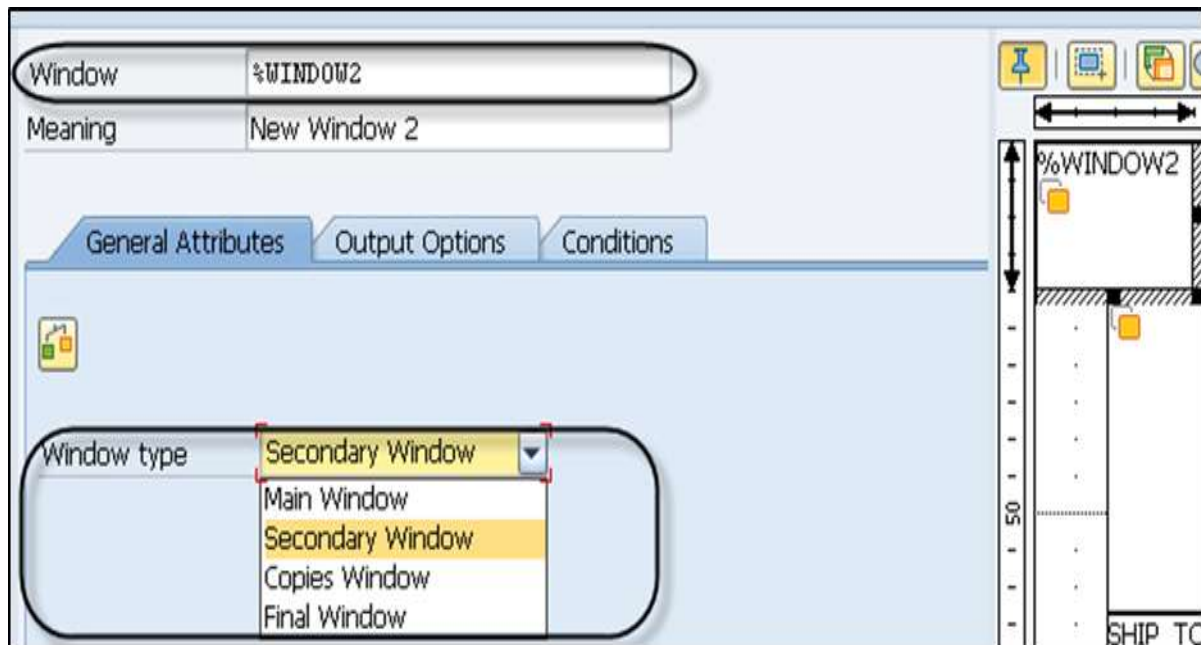 Window %WINDOW2
Meaning New Window 2
General Attributes Output Options Conditions
Window type Secondary Window
Main Window
Secondary Window
Copies Window
Final Window
%WINDOW2
50
SHIP TO